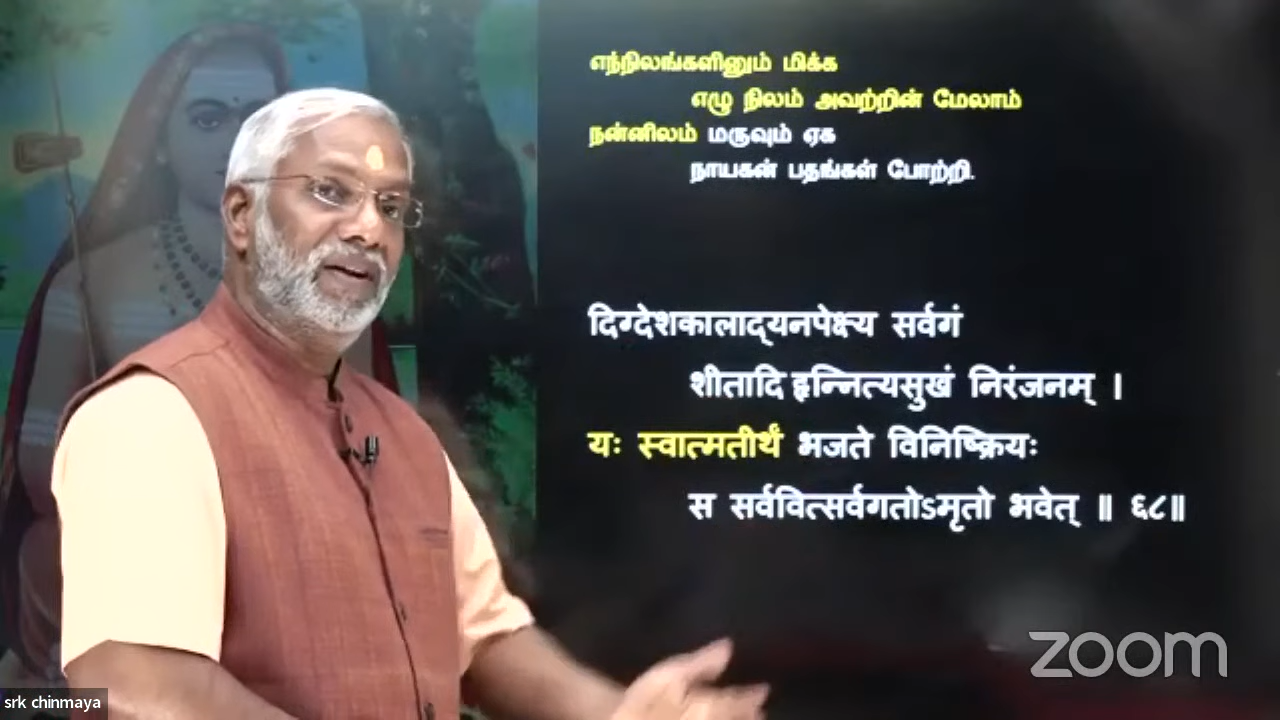 எந்நிலங்களினும் மிக்க
எழு நிலம் அவற்றின் மேலாம்
நன்னிலம் மருவும் ஏக
நாயகன் பதங்கள் போற்றி.
दिग्देशकालाद्यनपेक्ष्य सर्वगं
शीतादिहृन्नित्यसुखं निरंजनम् ।
यः स्वात्मतीर्थं भजते विनिष्क्रियः
स सर्ववित्सर्वगतोऽमृतो भवेत् ॥ ६८॥
zoom
srk chinmaya